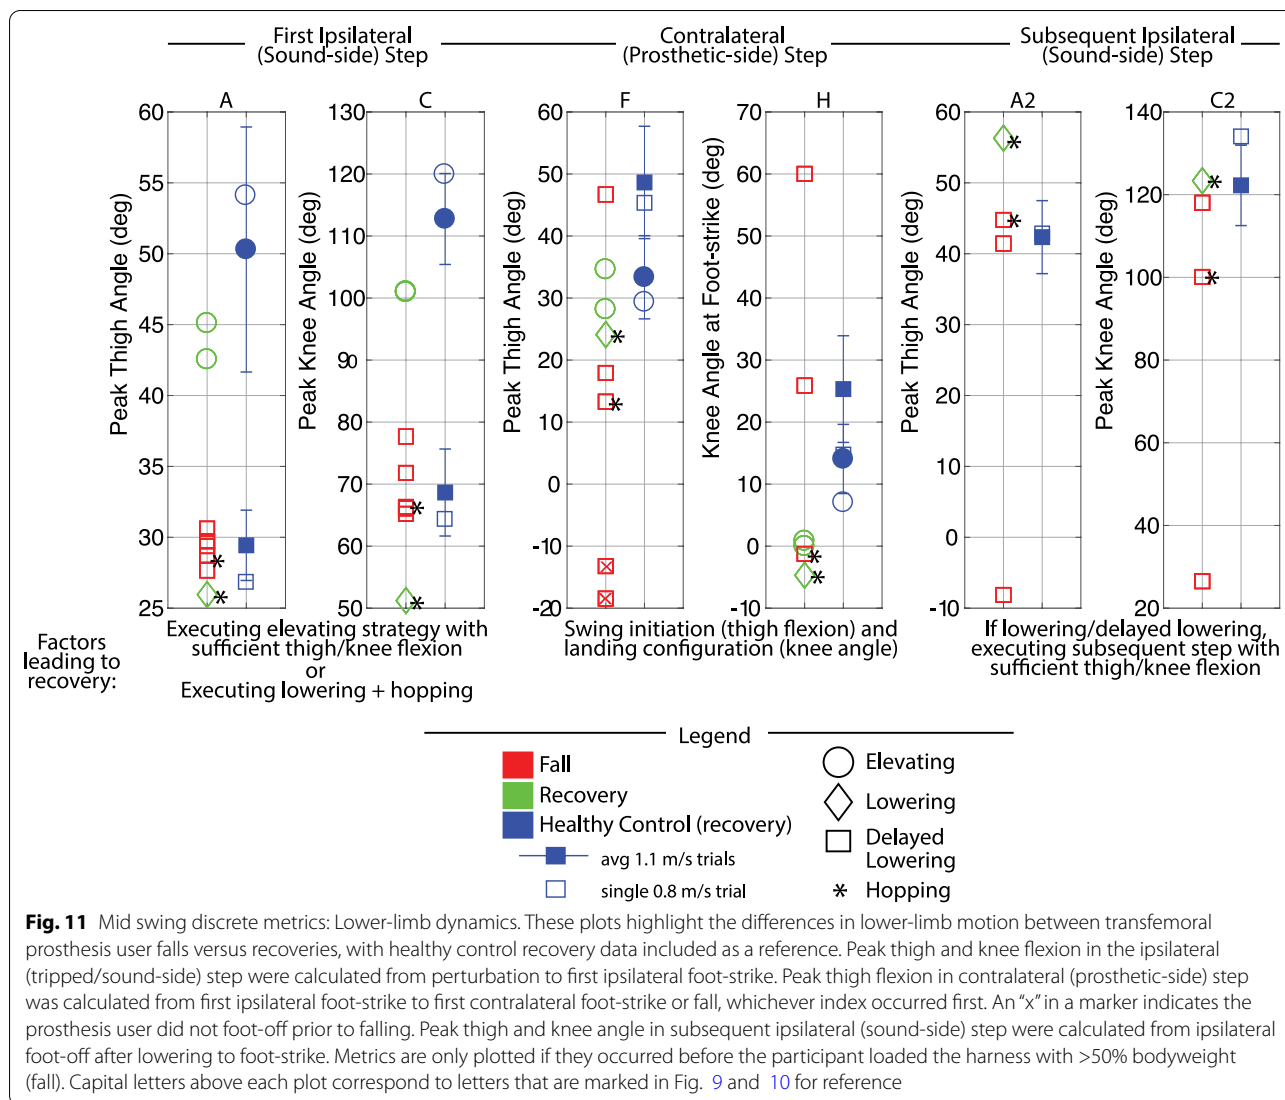 First Ipsilateral
(Sound-side) Step
Contralateral
(Prosthetic-side) Step
Subsequent Ipsilateral
(Sound-side) Step
A
60
55
50
45
40
35
30
25
Peak Thigh Angle (deg)
C
130
120
110
100
90
80
70
60
50
Peak Knee Angle (deg)
F
60
50
40
30
20
10
0
-10
-20
Peak Thigh Angle (deg)
H
70
60
50
40
30
20
10
0
-10
Knee Angle at Foot-strike (deg)
A2
60
50
40
30
20
10
0
-10
Peak Thigh Angle (deg)
C2
140
120
100
80
60
40
20
Peak Knee Angle (deg)
Factors
leading to
recovery:
Executing elevating strategy with
sufficient thigh/knee flexion
or
Executing lowering + hopping
Swing initiation (thigh flexion) and
landing configuration (knee angle)
If lowering/delayed lowering,
executing subsequent step with
sufficient thigh/knee flexion
Legend
Fall
Recovery
Healthy Control (recovery)
avg 1.1 m/s trials
single 0.8 m/s trial
Elevating
Lowering
Delayed
Lowering
* Hopping
Fig. 11 Mid swing discrete metrics: Lower-limb dynamics. These plots highlight the differences in lower-limb motion between transfemoral
prosthesis user falls versus recoveries, with healthy control recovery data included as a reference. Peak thigh and knee flexion in the ipsilateral
(tripped/sound-side) step were calculated from perturbation to first ipsilateral foot-strike. Peak thigh flexion in contralateral (prosthetic-side) step
was calculated from first ipsilateral foot-strike to first contralateral foot-strike or fall, whichever index occurred first. An “x” in a marker indicates the
prosthesis user did not foot-off prior to falling. Peak thigh and knee angle in subsequent ipsilateral (sound-side) step were calculated from ipsilateral
foot-off after lowering to foot-strike. Metrics are only plotted if they occurred before the participant loaded the harness with >50% bodyweight
(fall). Capital letters above each plot correspond to letters that are marked in Fig. 9 and 10 for reference